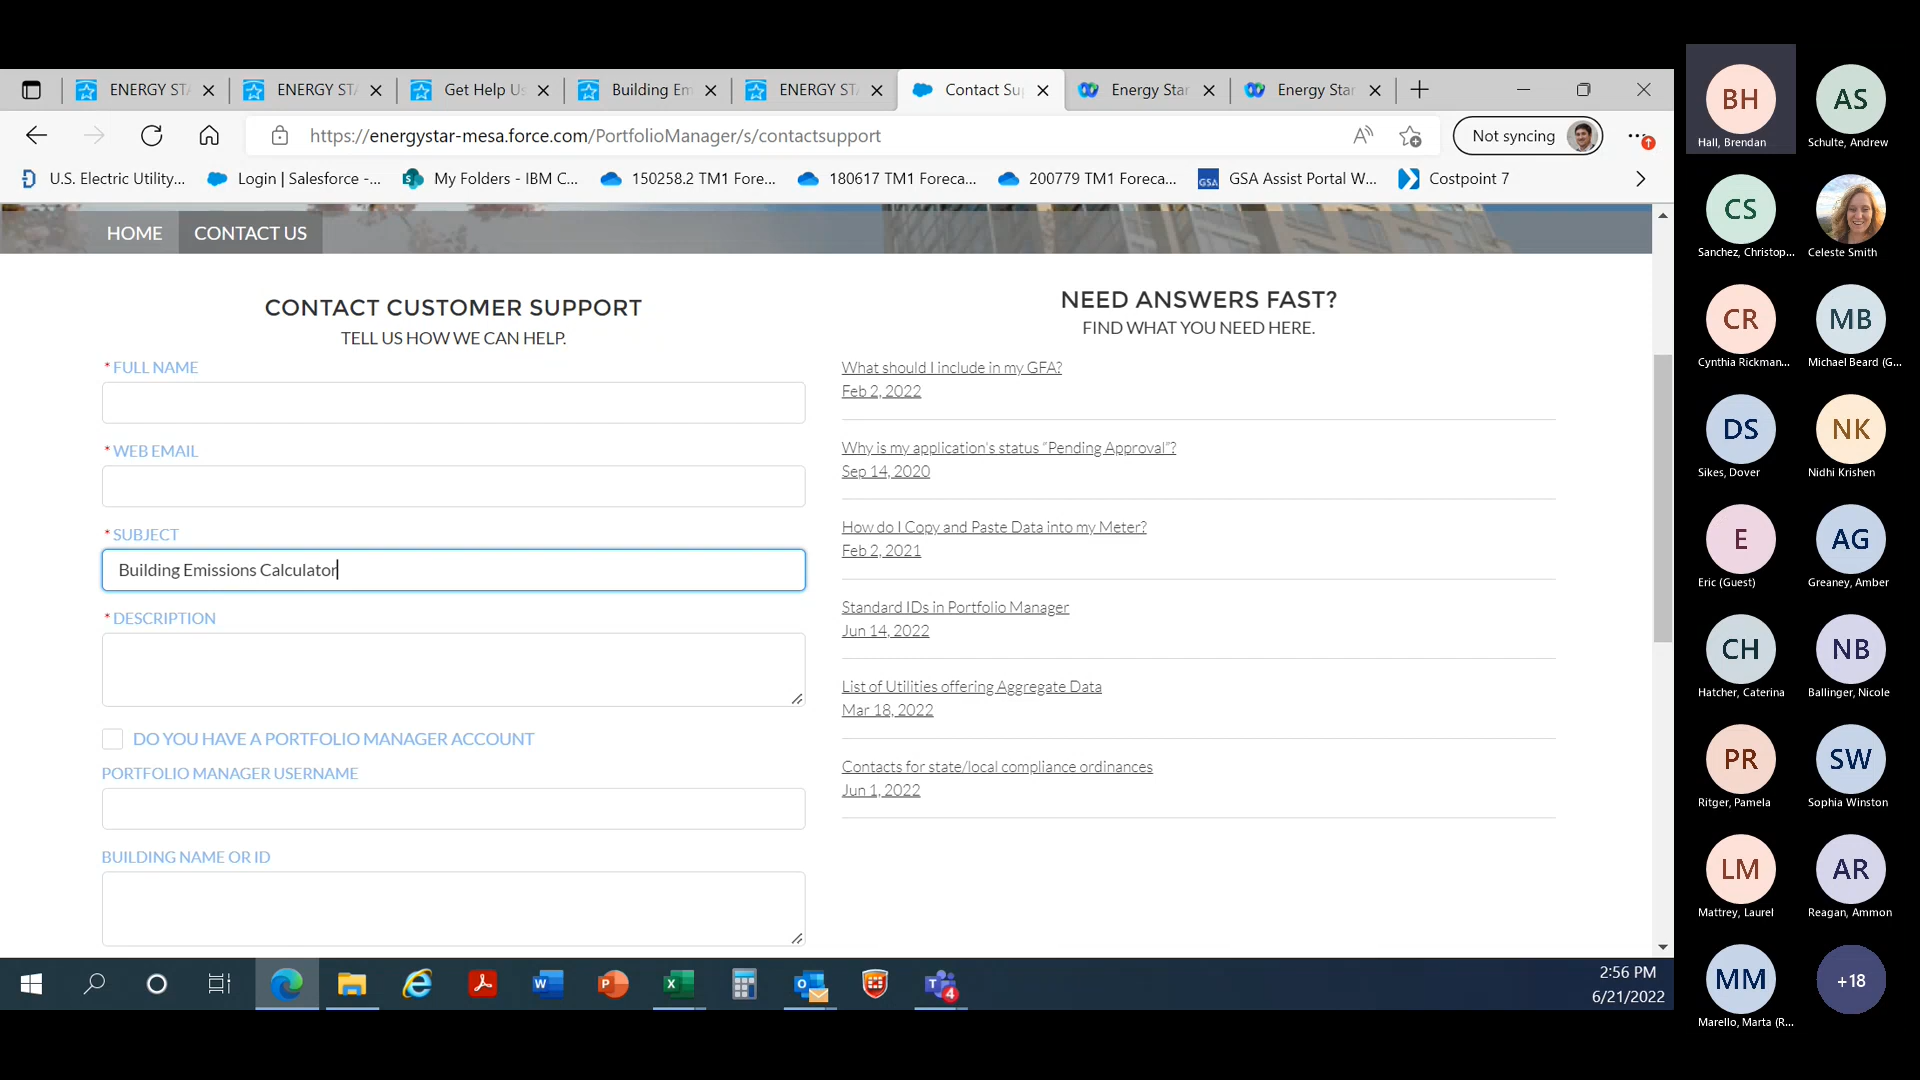 ENERGY STA
ENERGY STA
Get Help Us
Building Em
ENERGY STA
Contact Sup
Energy Star
Energy Star
https://energystar-mesa.force.com/PortfolioManager/s/contactsupport
Not syncing
U.S. Electric Utility...
Login | Salesforce -...
My Folders - IBM C...
150258.2 TM1 Fore...
180617 TM1 Foreca...
200779 TM1 Foreca...
GSA
GSA Assist Portal W...
Costpoint 7
HOME
CONTACT US
CONTACT CUSTOMER SUPPORT
TELL US HOW WE CAN HELP.
*FULL NAME
*WEB EMAIL
*SUBJECT
Building Emissions Calculator
*DESCRIPTION
DO YOU HAVE A PORTFOLIO MANAGER ACCOUNT
PORTFOLIO MANAGER USERNAME
BUILDING NAME OR ID
NEED ANSWERS FAST?
FIND WHAT YOU NEED HERE.
What should I include in my GFA?
Feb 2, 2022
Why is my application's status “Pending Approval”?
Sep 14, 2020
How do I Copy and Paste Data into my Meter?
Feb 2, 2021
Standard IDs in Portfolio Manager
Jun 14, 2022
List of Utilities offering Aggregate Data
Mar 18, 2022
Contacts for state/local compliance ordinances
Jun 1, 2022
2:56 PM
6/21/2022
4
BH
Hall, Brendan
AS
Schulte, Andrew
CS
Sanchez, Christop...
Celeste Smith
CR
Cynthia Rickman...
MB
Michael Beard (G...
DS
Sikes, Dover
NK
Nidhi Krishen
E
Eric (Guest)
AG
Greaney, Amber
CH
Hatcher, Caterina
NB
Ballinger, Nicole
PR
Ritger, Pamela
SW
Sophia Winston
LM
Mattrey, Laurel
AR
Reagan, Ammon
MM
Marello, Marta (R...
+18